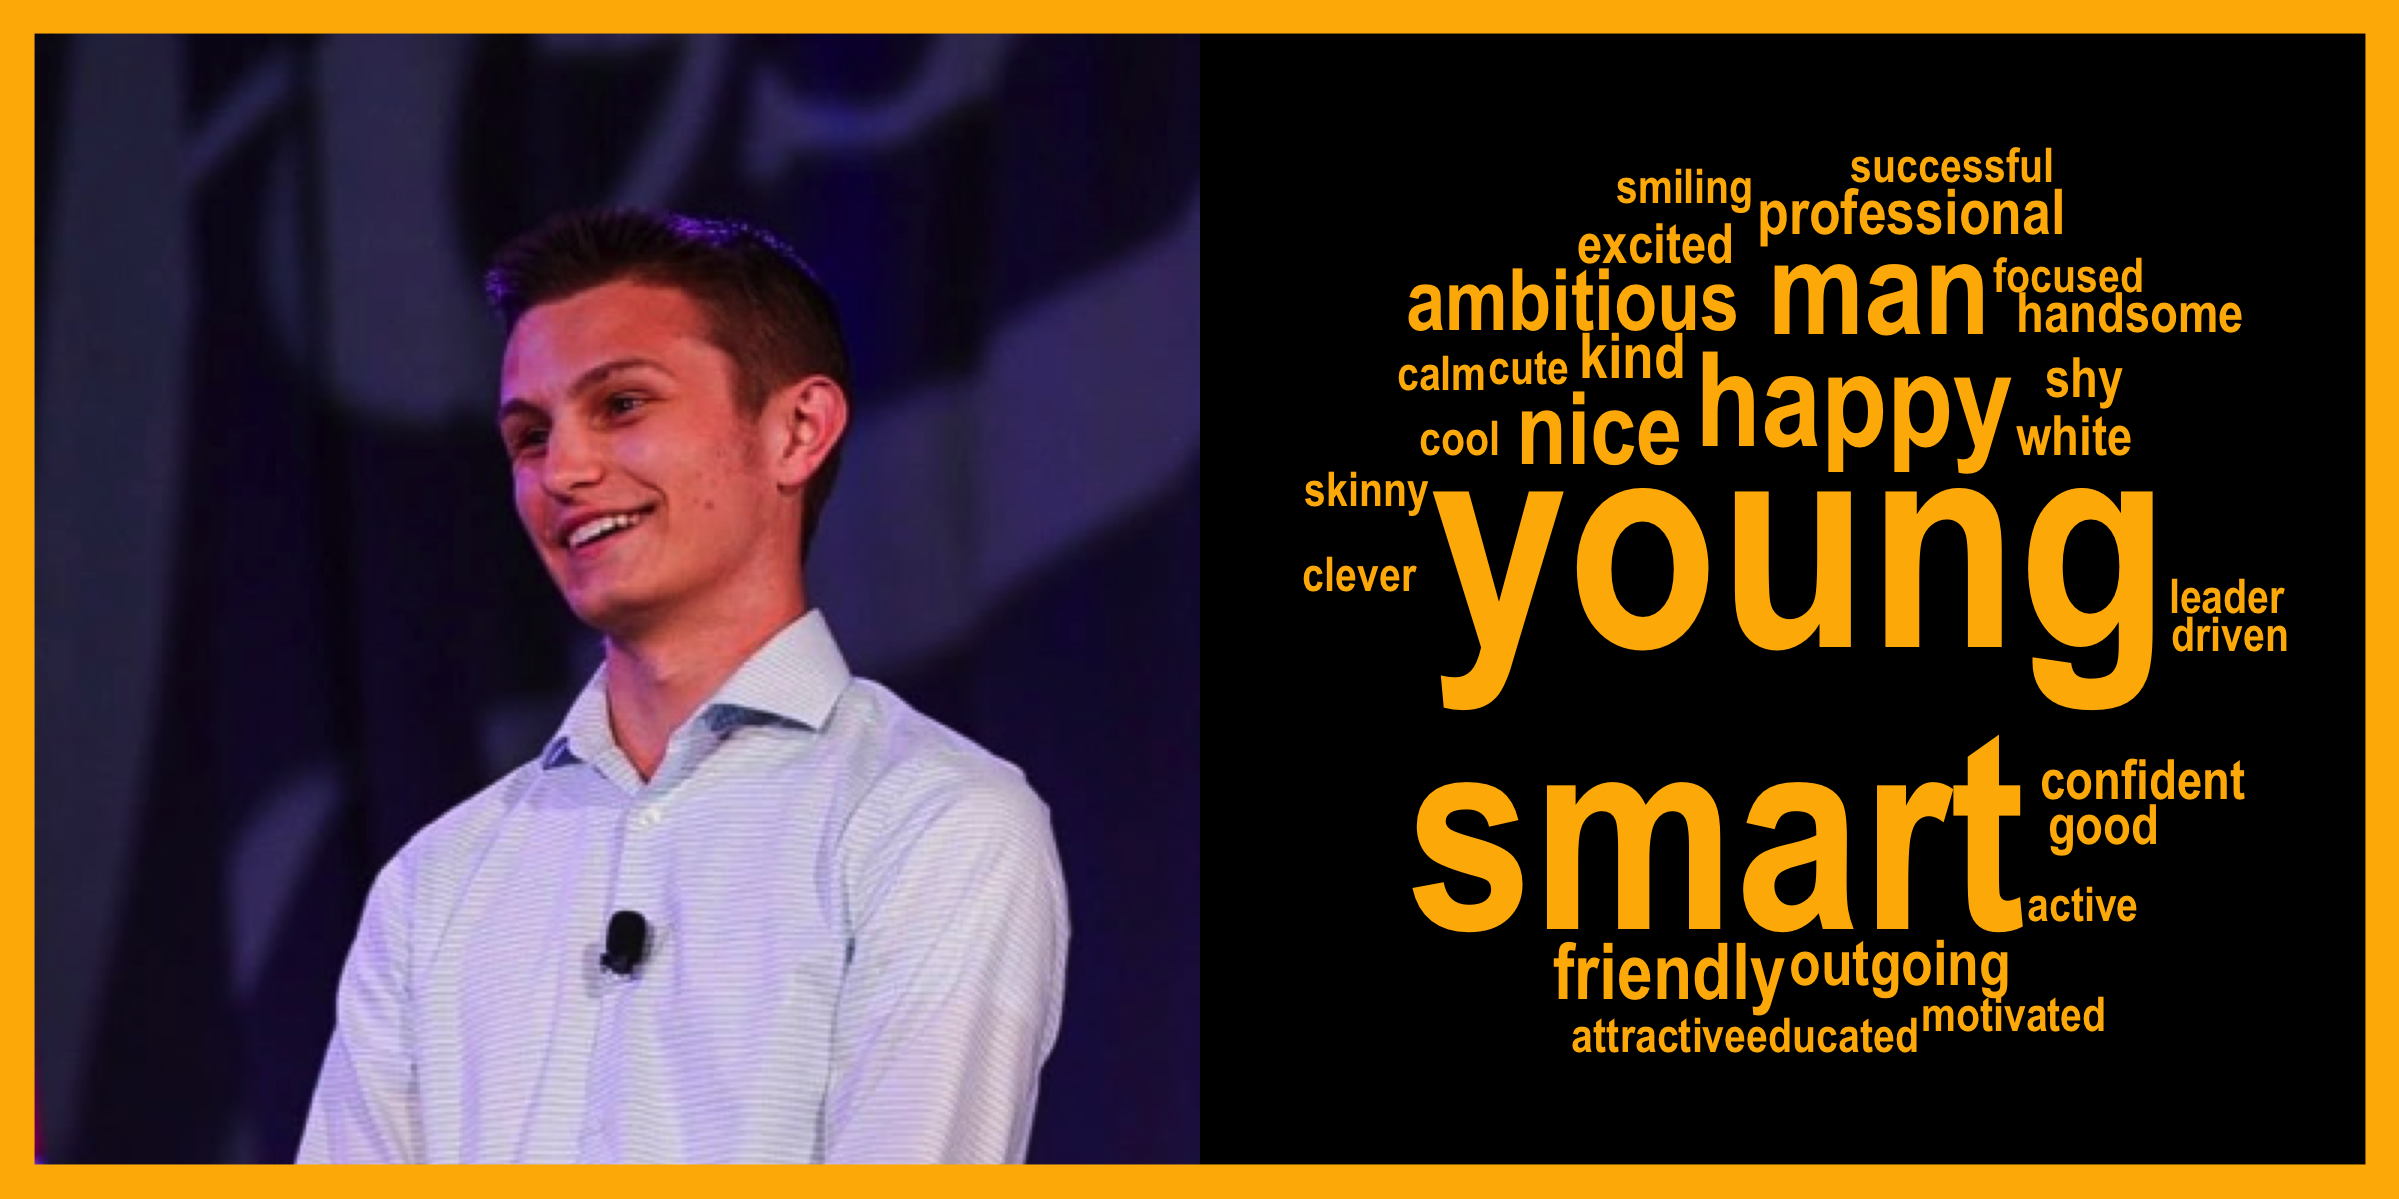 successful
smiling
professional
excited
man
focused
ambitious
handsome
kind
calm
cute
happy
shy
nice
cool
white
skinny
young
clever
leader
driven
smart
confident
good
active
friendly
outgoing
motivated
attractive
educated